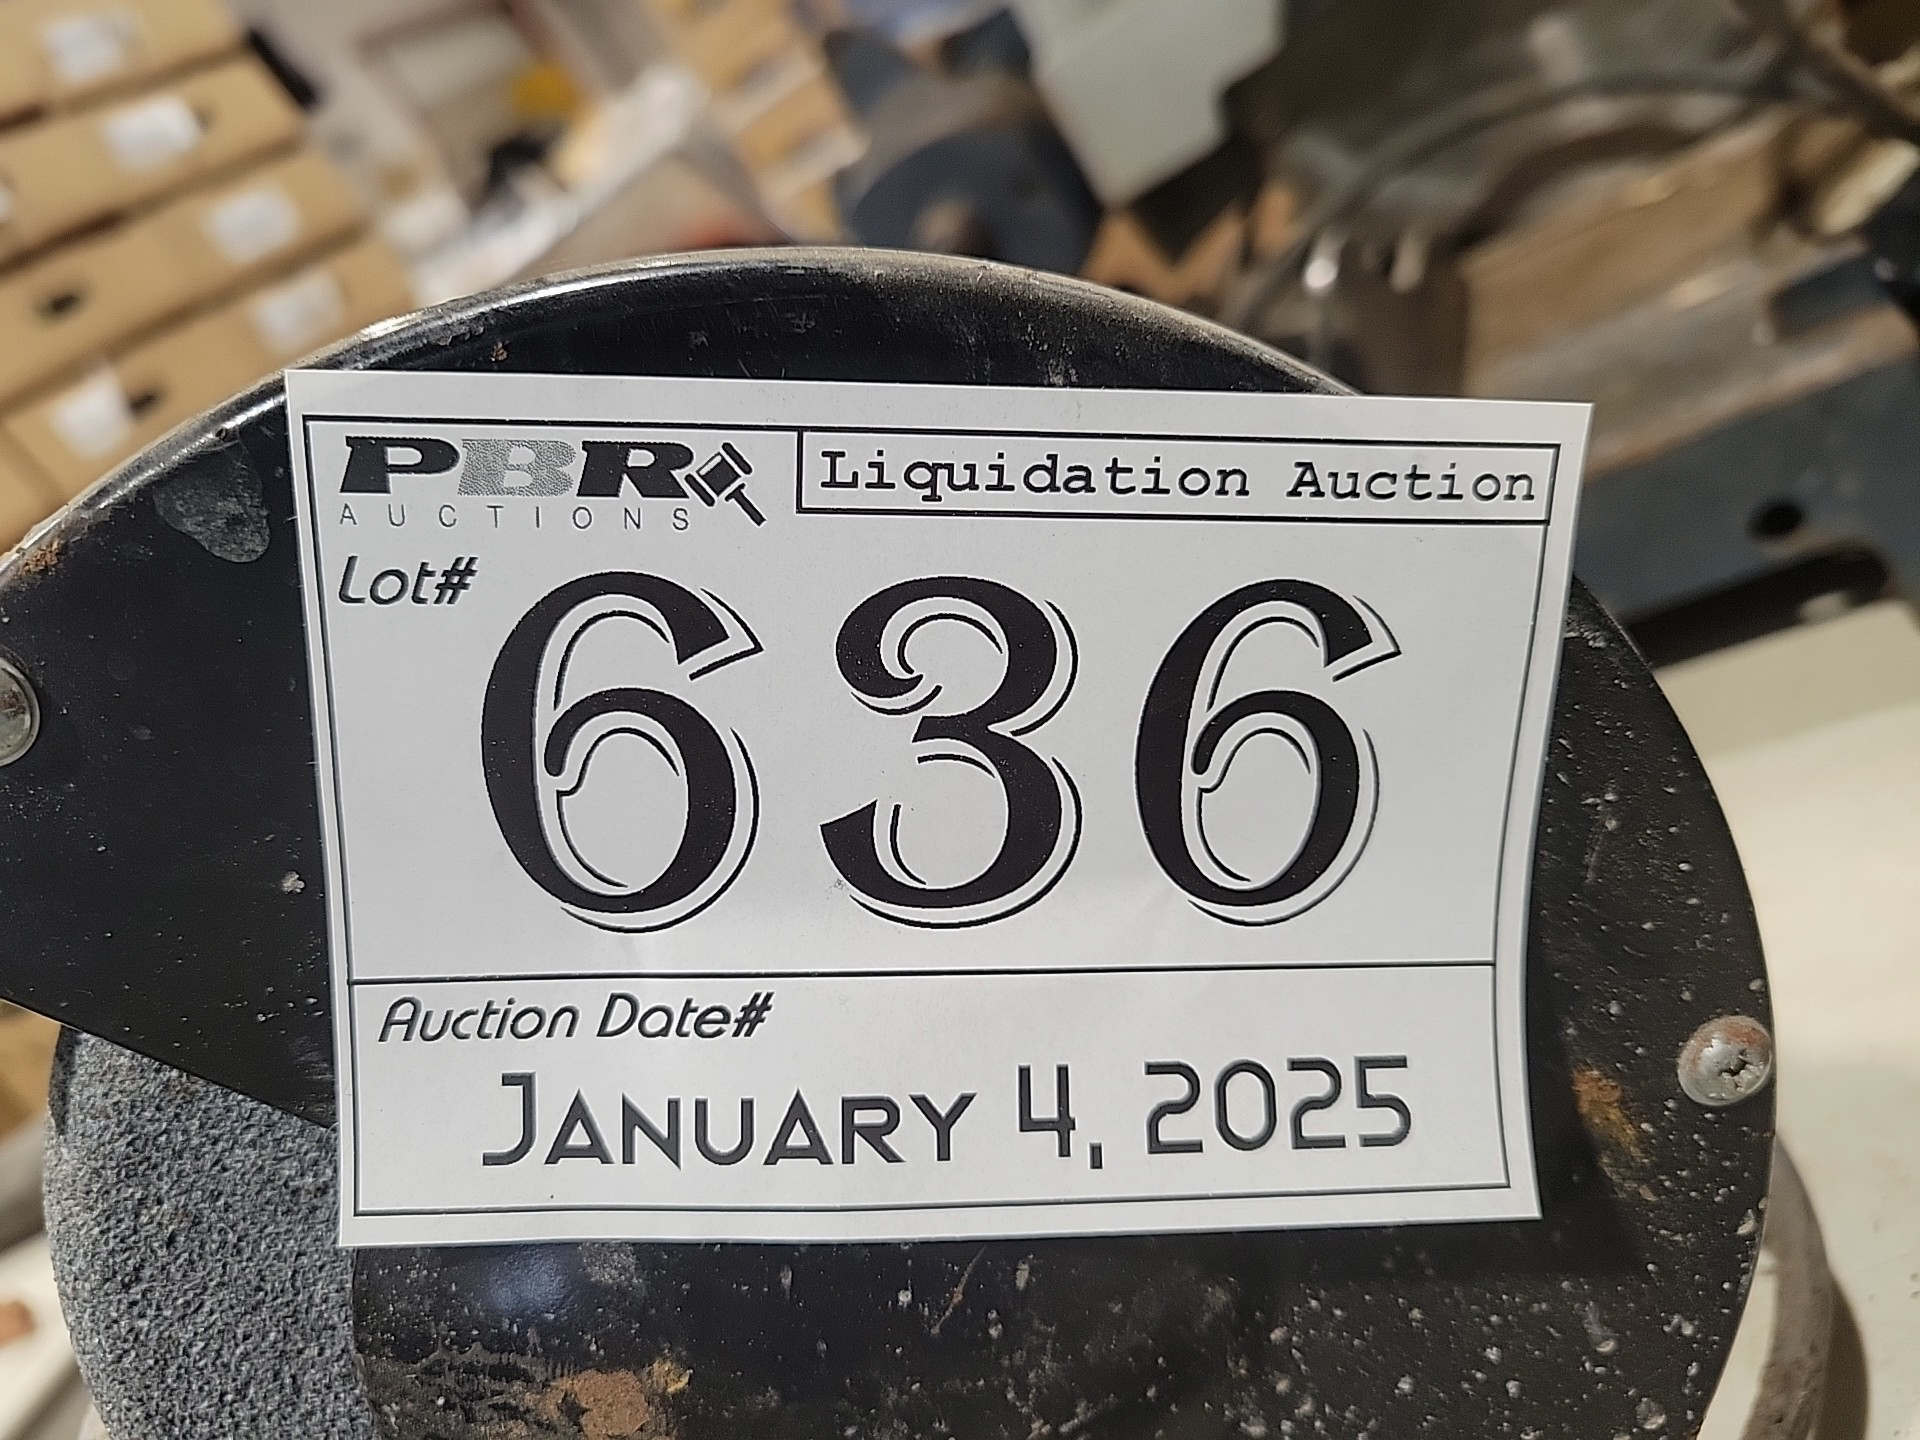 PBR
AUCTIONS
Liquidation Auction
Lot#
636
Auction Date#
January 4, 2025